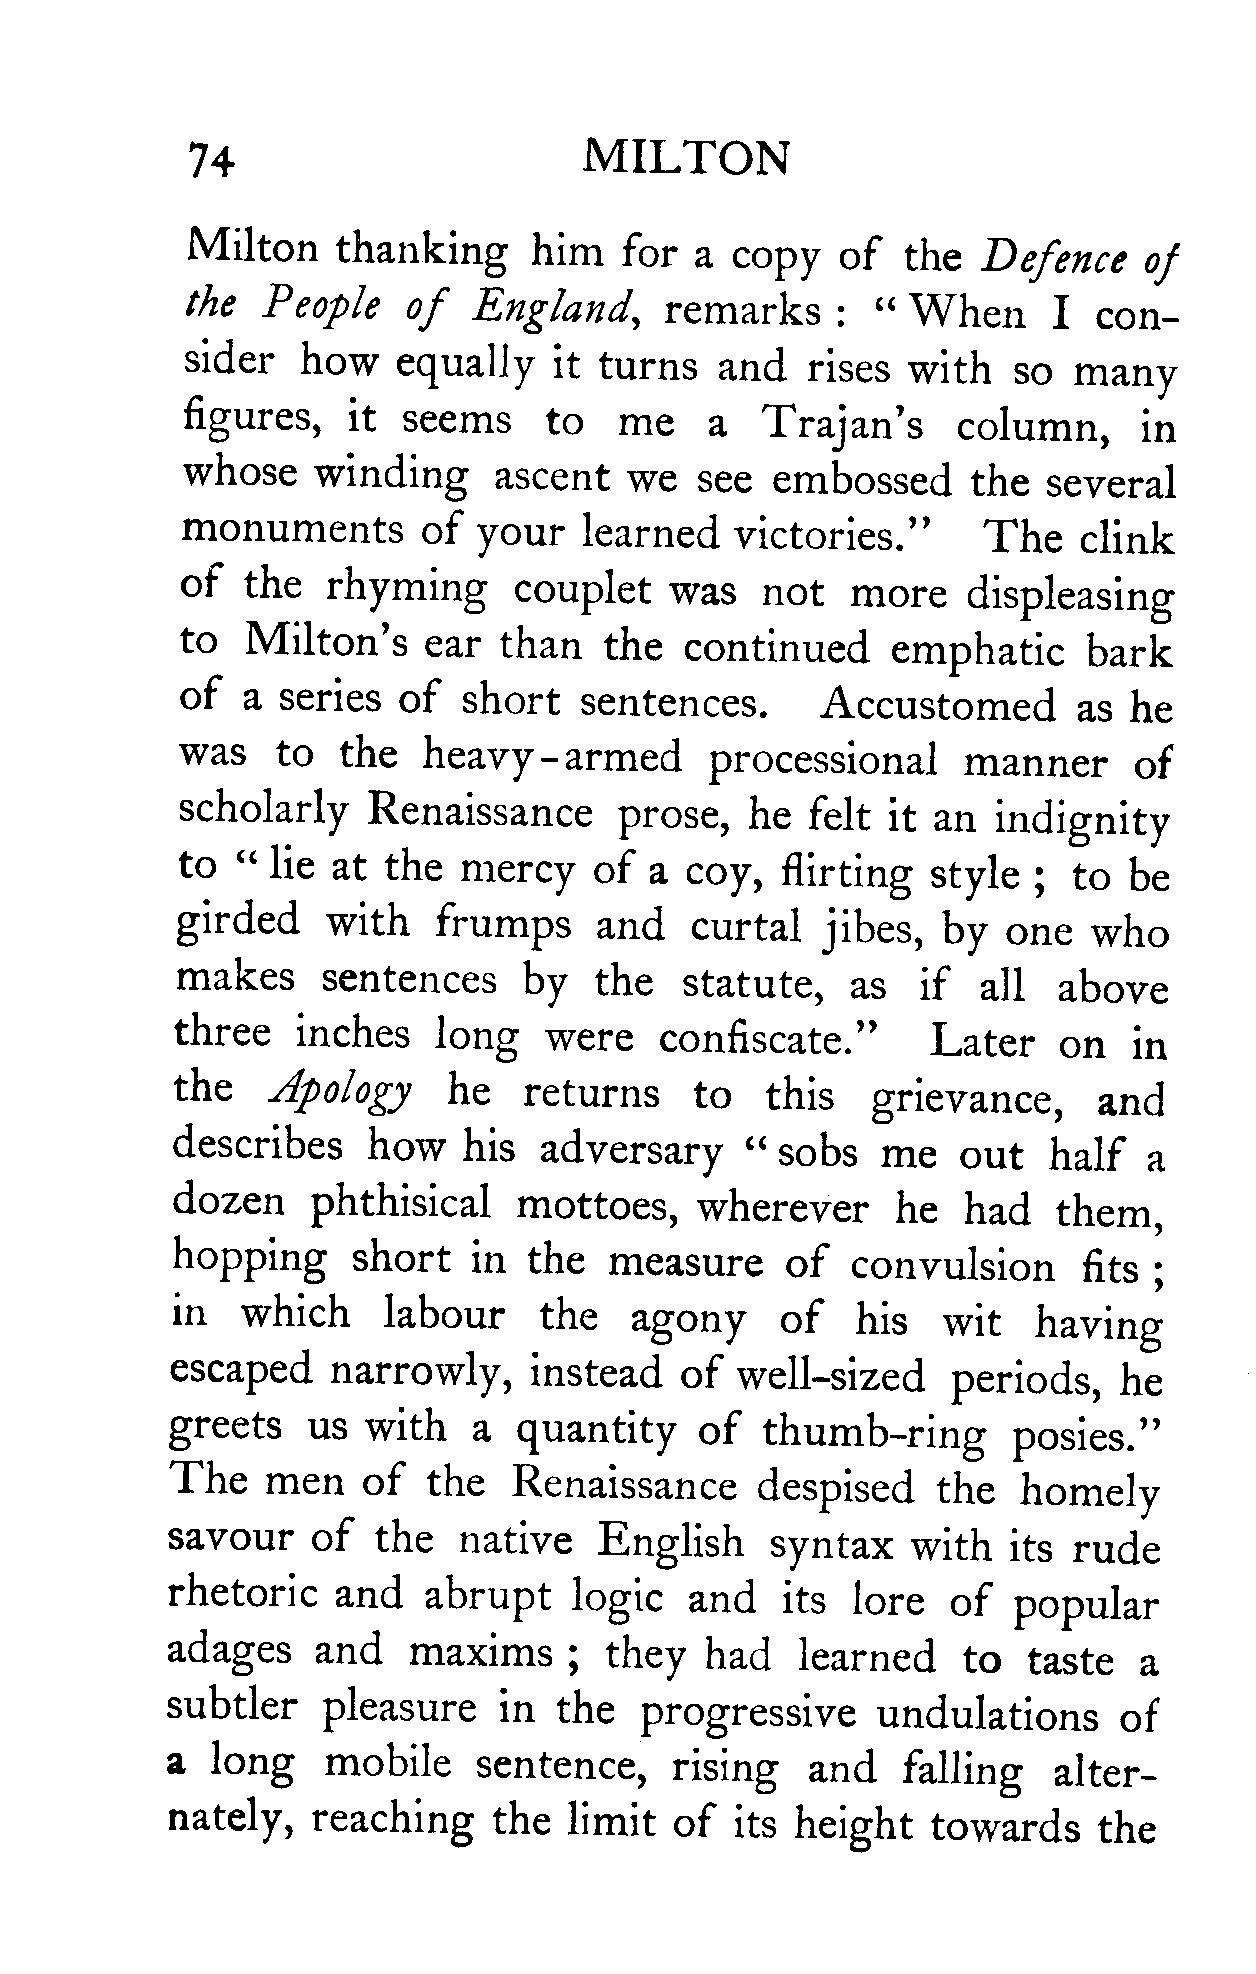 74 MILTON
Milton thanking him for a copy of the Defence of
the People of England, remarks : “ When I con-
sider how equally it turns and rises with so many
figures, it seems to me a Trajan’s column, in
whose winding ascent we see embossed the several
monuments of your learned victories.” The clink
of the rhyming couplet was not more displeasing
to Milton’s ear than the continued emphatic bark
of a series of short sentences. Accustomed as he
was to the heavy-armed processional manner of
scholarly Renaissance prose, he felt it an indignity
to “ lie at the mercy of a coy, flirting style ; to be
girded with frumps and curtal jibes, by one who
makes sentences by the statute, as if all above
three inches long were confiscate.” Later on in
the Apology he returns to this grievance, and
describes how his adversary “ sobs me out half a
dozen phthisical mottoes, wherever he had them,
hopping short in the measure of convulsion fits ;
in which labour the agony of his wit having
escaped narrowly, instead of well-sized periods, he
greets us with a quantity of thumb-ring posies.”
The men of the Renaissance despised the homely
savour of the native English syntax with its rude
rhetoric and abrupt logic and its lore of popular
adages and maxims ; they had learned to taste a
subtler pleasure in the progressive undulations of
a long mobile sentence, rising and falling alter-
nately, reaching the limit of its height towards the